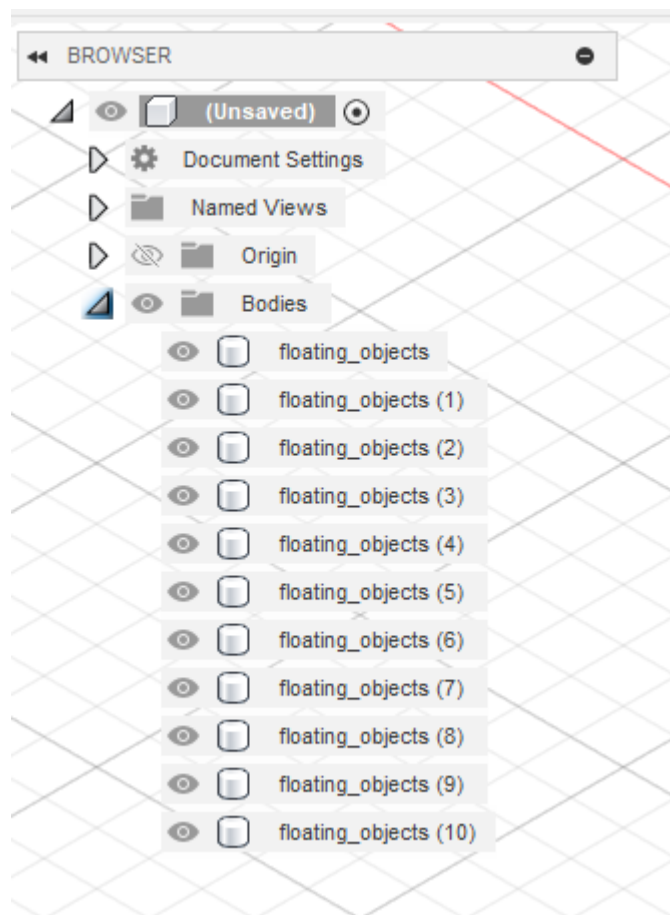 BROWSER
(Unsaved)
Document Settings
Named Views
Origin
Bodies
floating_objects
floating_objects (1)
floating_objects (2)
floating_objects (3)
floating_objects (4)
floating_objects (5)
floating_objects (6)
floating_objects (7)
floating_objects (8)
floating_objects (9)
floating_objects (10)